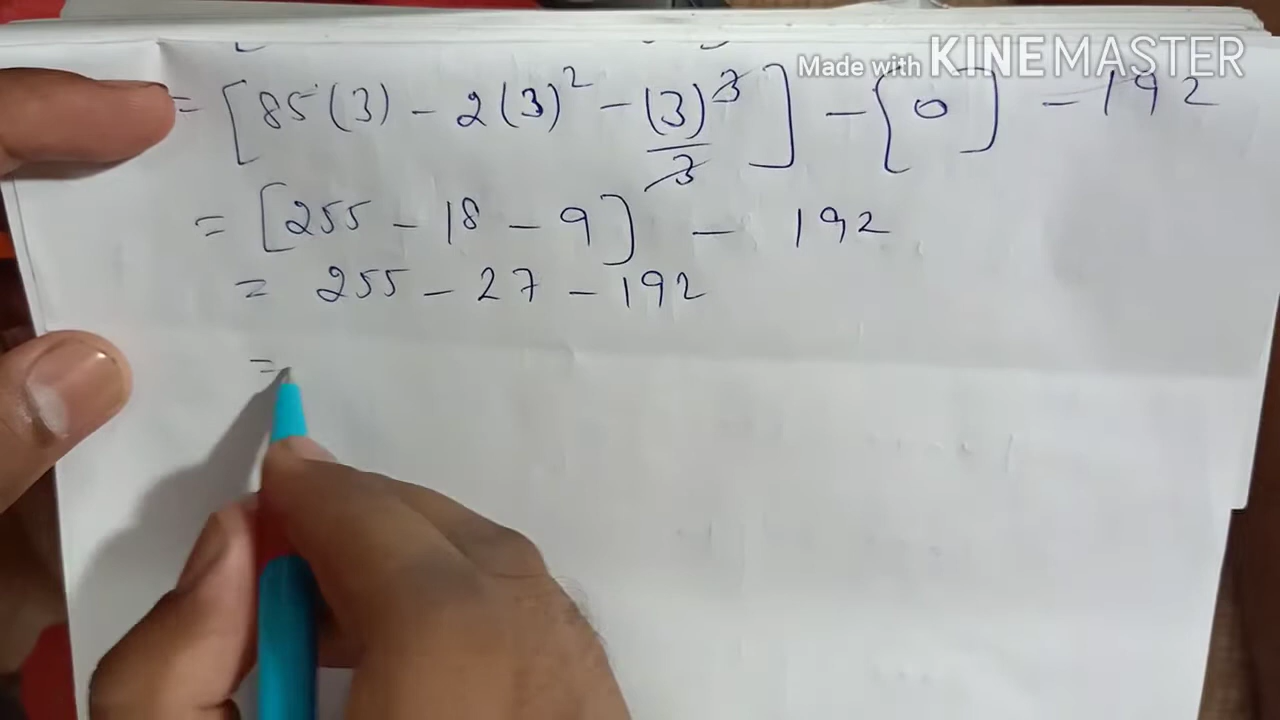 Made with KINEMASTER
= [85(3) - 2(3)² - (3)³/3] - [0] - 192
= [255 - 18 - 9] - 192
= 255 - 27 - 192
=